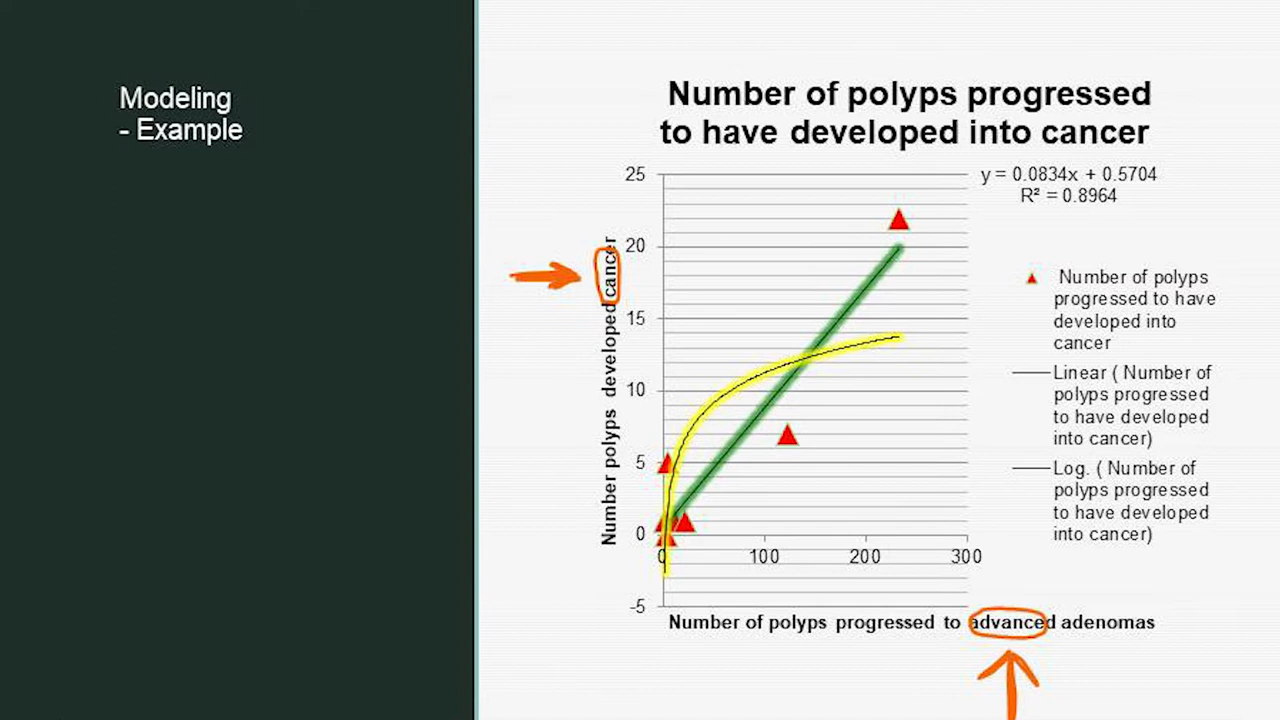 Modeling
- Example
Number of polyps progressed
to have developed into cancer
y = 0.0834x + 0.5704
R² = 0.8964
25
20
15
10
5
0
-5
0
100
200
300
Number polyps developed cancer
Number of polyps progressed to advanced adenomas
Number of polyps
progressed to have
developed into
cancer
Linear ( Number of
polyps progressed
to have developed
into cancer)
Log. ( Number of
polyps progressed
to have developed
into cancer)